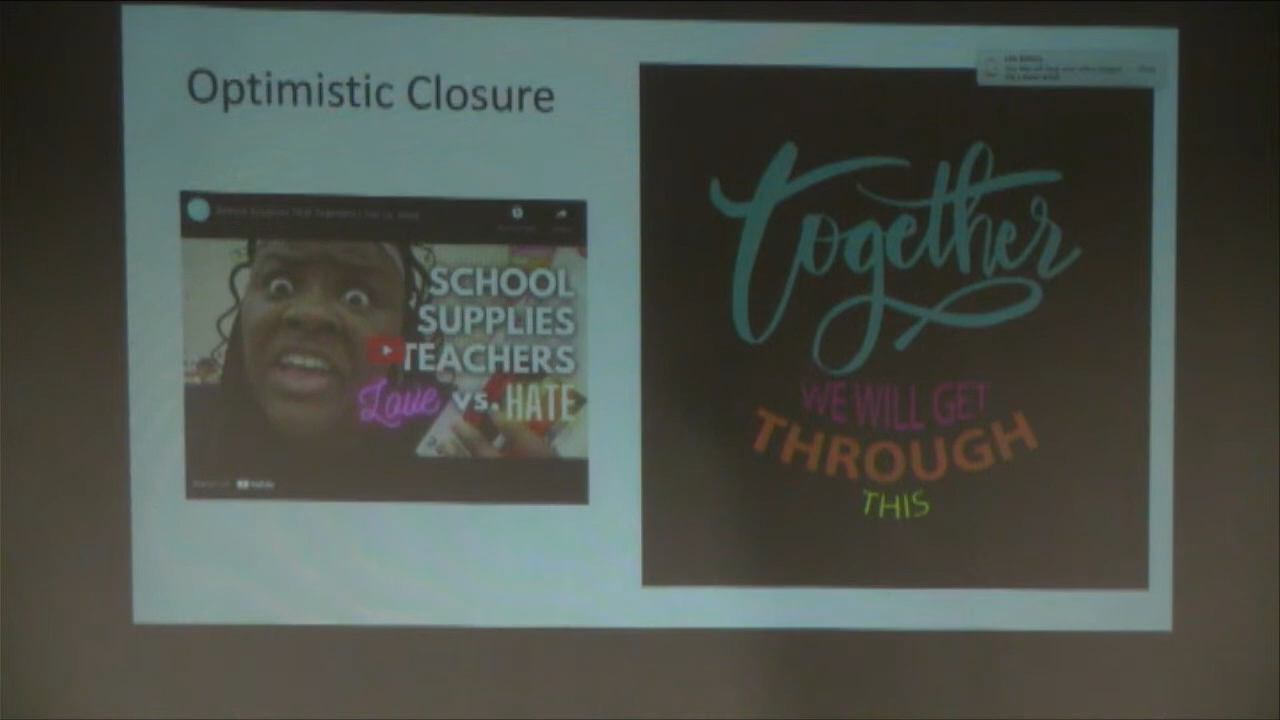 Optimistic Closure
SCHOOL
SUPPLIES
TEACHERS
Love vs. HATE
together
WE WILL GET
THROUGH
THIS